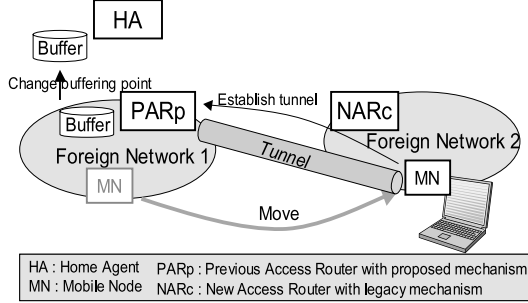 HA
Buffer
Change buffering point
Buffer
PARp
Establish tunnel
NARc
Foreign Network 1
Tunnel
Foreign Network 2
MN
MN
Move
HA : Home Agent
PARp : Previous Access Router with proposed mechanism
MN : Mobile Node
NARc : New Access Router with legacy mechanism